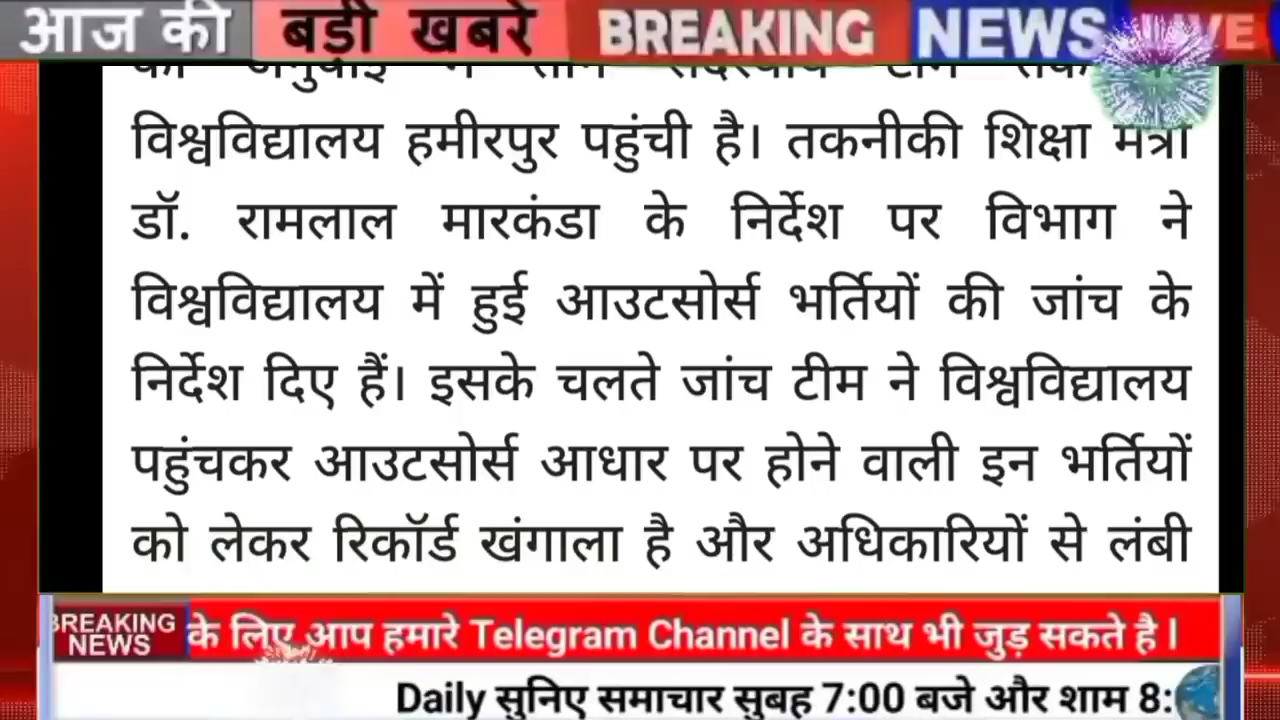 आज की बडी खबरे BREAKING NEWS LIVE
विश्वविद्यालय हमीरपुर पहुंची है। तकनीकी शिक्षा मंत्री
डॉ. रामलाल मारकंडा के निर्देश पर विभाग ने
विश्वविद्यालय में हुई आउटसोर्स भर्तियों की जांच के
निर्देश दिए हैं। इसके चलते जांच टीम ने विश्वविद्यालय
पहुंचकर आउटसोर्स आधार पर होने वाली इन भर्तियों
को लेकर रिकॉर्ड खंगाला है और अधिकारियों से लंबी
BREAKING NEWS के लिए आप हमारे Telegram Channel के साथ भी जुड़ सकते है ।
Daily सुनिए समाचार सुबह 7:00 बजे और शाम 8: